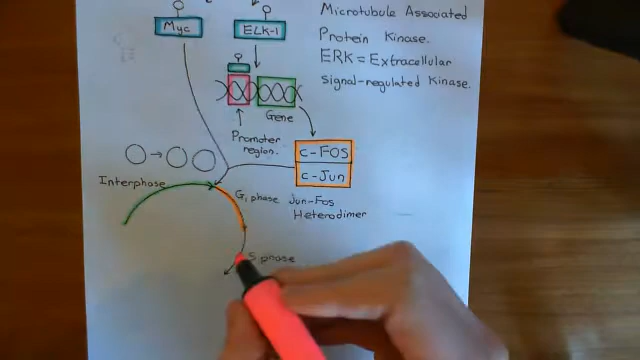 Microtubule Associated
Protein Kinase.
ERK = Extracellular
signal-regulated Kinase.
Myc
ELK-1
Gene
Promoter
region.
c-FOS
c-Jun
Interphase
G₁ phase
Jun-Fos
Heterodimer
S phase